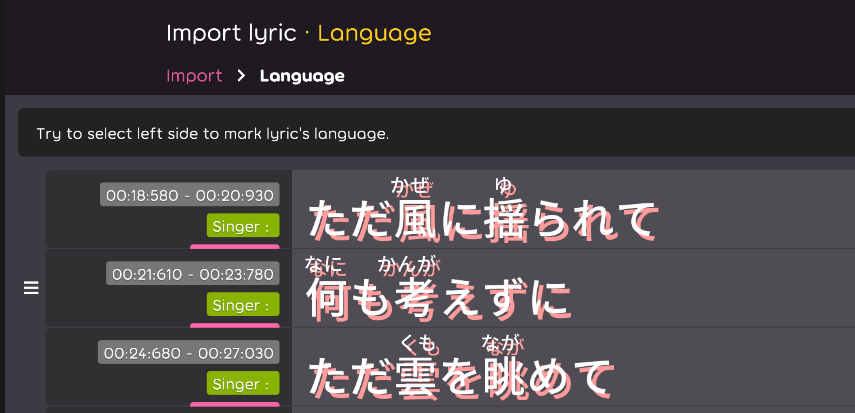 Import lyric · Language
Import > Language
Try to select left side to mark lyric's language.
00:18:580 - 00:20:930
Singer :
かぜ ゆ
ただ風に揺られて
00:21:610 - 00:23:780
Singer :
なに かんが
何も考えずに
00:24:680 - 00:27:030
Singer :
くも なが
ただ雲を眺めて